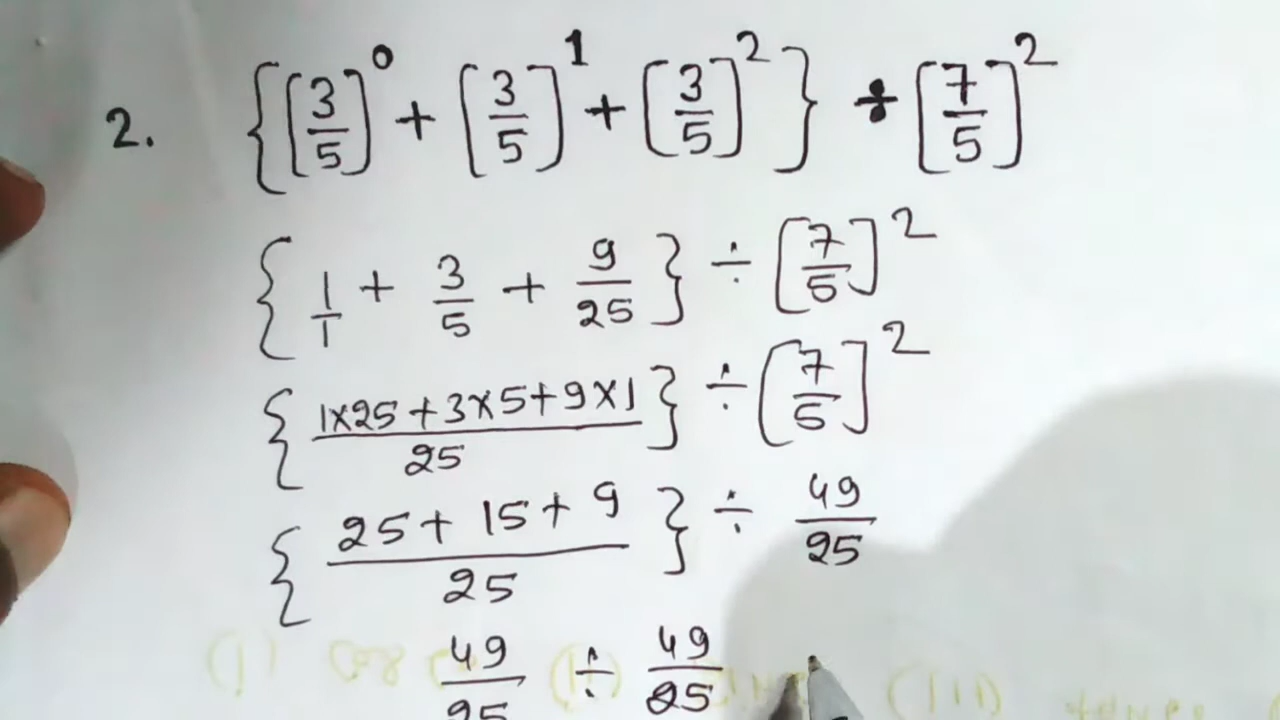 2. {[3/5]⁰ + [3/5]¹ + [3/5]²} ÷ [7/5]²
{1/1 + 3/5 + 9/25} ÷ [7/5]²
{(1×25+3×5+9×1)/25} ÷ [7/5]²
{(25+15+9)/25} ÷ 49/25
49/25 ÷ 49/25
(I) (III)